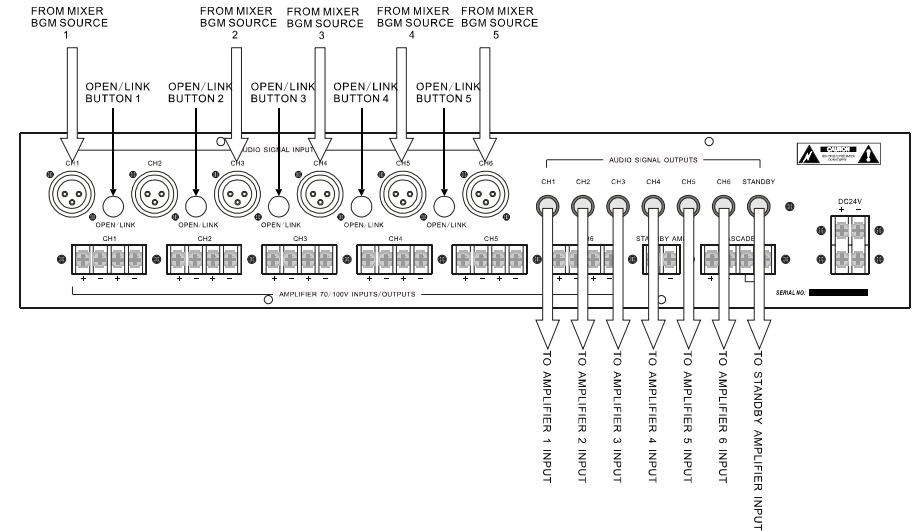 FROM MIXER
BGM SOURCE
1
FROM MIXER
BGM SOURCE
2
FROM MIXER
BGM SOURCE
3
FROM MIXER
BGM SOURCE
4
FROM MIXER
BGM SOURCE
5
OPEN/LINK
BUTTON 1
OPEN/LINK
BUTTON 2
OPEN/LINK
BUTTON 3
OPEN/LINK
BUTTON 4
OPEN/LINK
BUTTON 5
SIGNAL
CH1
CH2
CH3
CH4
CH5
CH6
OPEN/LINK
OPEN/LINK
OPEN/LINK
OPEN/LINK
OPEN/LINK
AUDIO SIGNAL OUTPUTS
CH1
CH2
CH3
CH4
CH5
CH6
STANDBY
CAUTION
DC24V
+ −
CH1
CH2
CH3
CH4
CH5
+ − + −
+ − + −
+ − + −
+ − + −
+ − + −
AMPLIFIER 70/100V INPUTS/OUTPUTS
SERIAL NO:
TO AMPLIFIER 1 INPUT
TO AMPLIFIER 2 INPUT
TO AMPLIFIER 3 INPUT
TO AMPLIFIER 4 INPUT
TO AMPLIFIER 5 INPUT
TO AMPLIFIER 6 INPUT
TO STANDBY AMPLIFIER INPUT